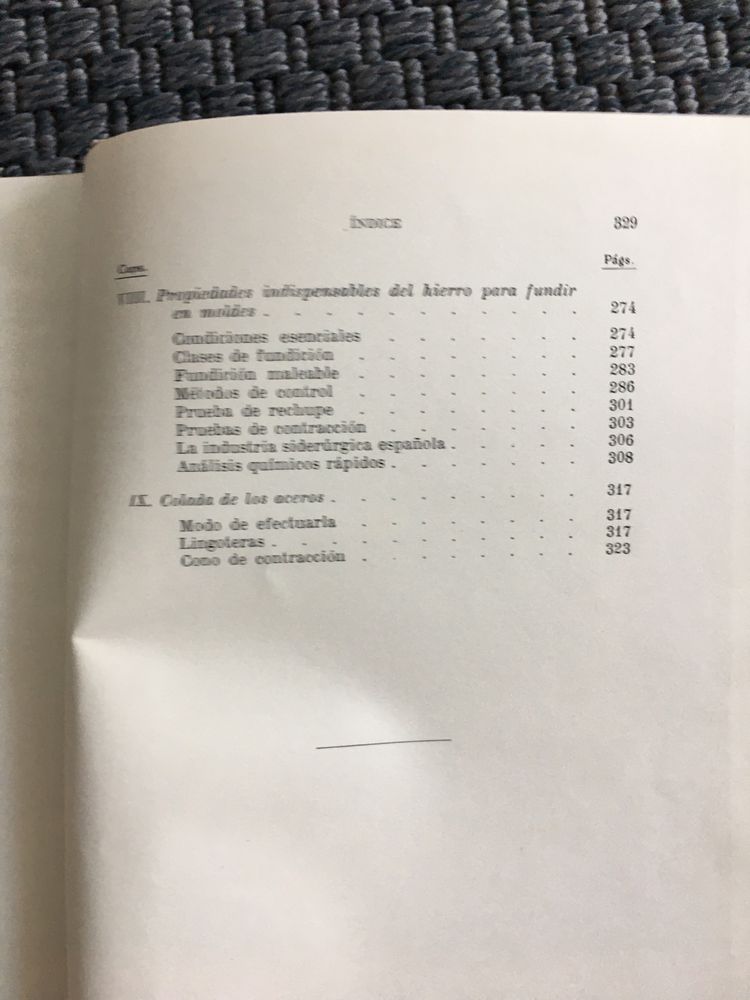 ÍNDICE 329
Caps. Págs.
VIII. Propiedades indispensables del hierro para fundir
en moldes . . . . . . . . . . . 274
Condiciones esenciales . . . . . . . 274
Clases de fundición . . . . . . . . 277
Fundición maleable . . . . . . . . 283
Métodos de control . . . . . . . . 286
Prueba de rechupe . . . . . . . . 301
Pruebas de contracción . . . . . . . 303
La industria siderúrgica española . . . . . 306
Análisis químicos rápidos . . . . . . . 308
IX. Colada de los aceros . . . . . . . . . 317
Modo de efectuarla . . . . . . . . 317
Lingoteras . . . . . . . . . . . 317
Cono de contracción . . . . . . . . 323